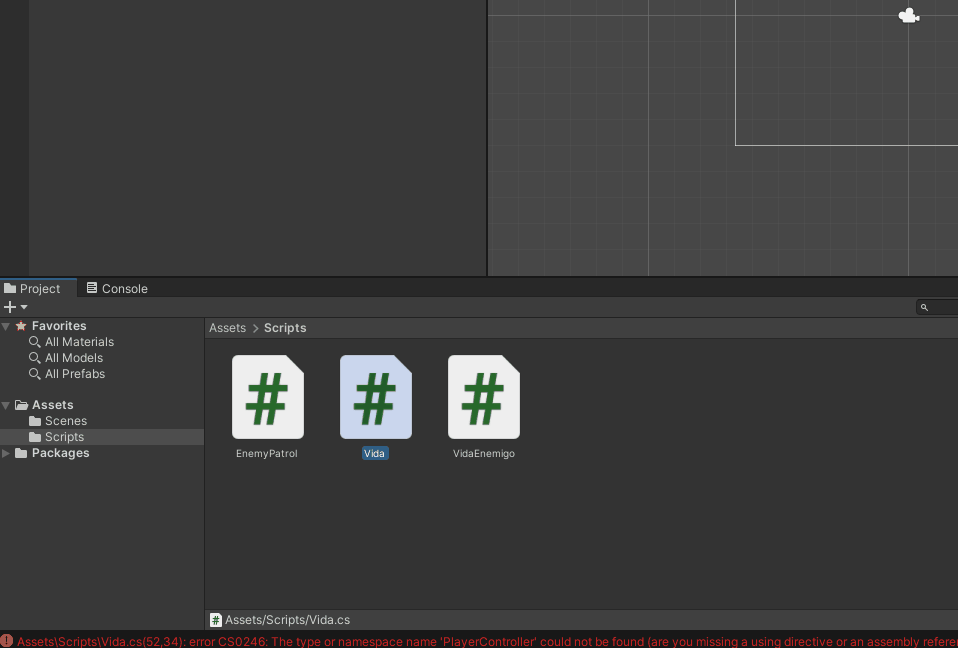 Project
Console
Favorites
All Materials
All Models
All Prefabs
Assets
Scenes
Scripts
Packages
Assets > Scripts
EnemyPatrol
Vida
VidaEnemigo
Assets/Scripts/Vida.cs
Assets\Scripts\Vida.cs(52,34): error CS0246: The type or namespace name 'PlayerController' could not be found (are you missing a using directive or an assembly refere